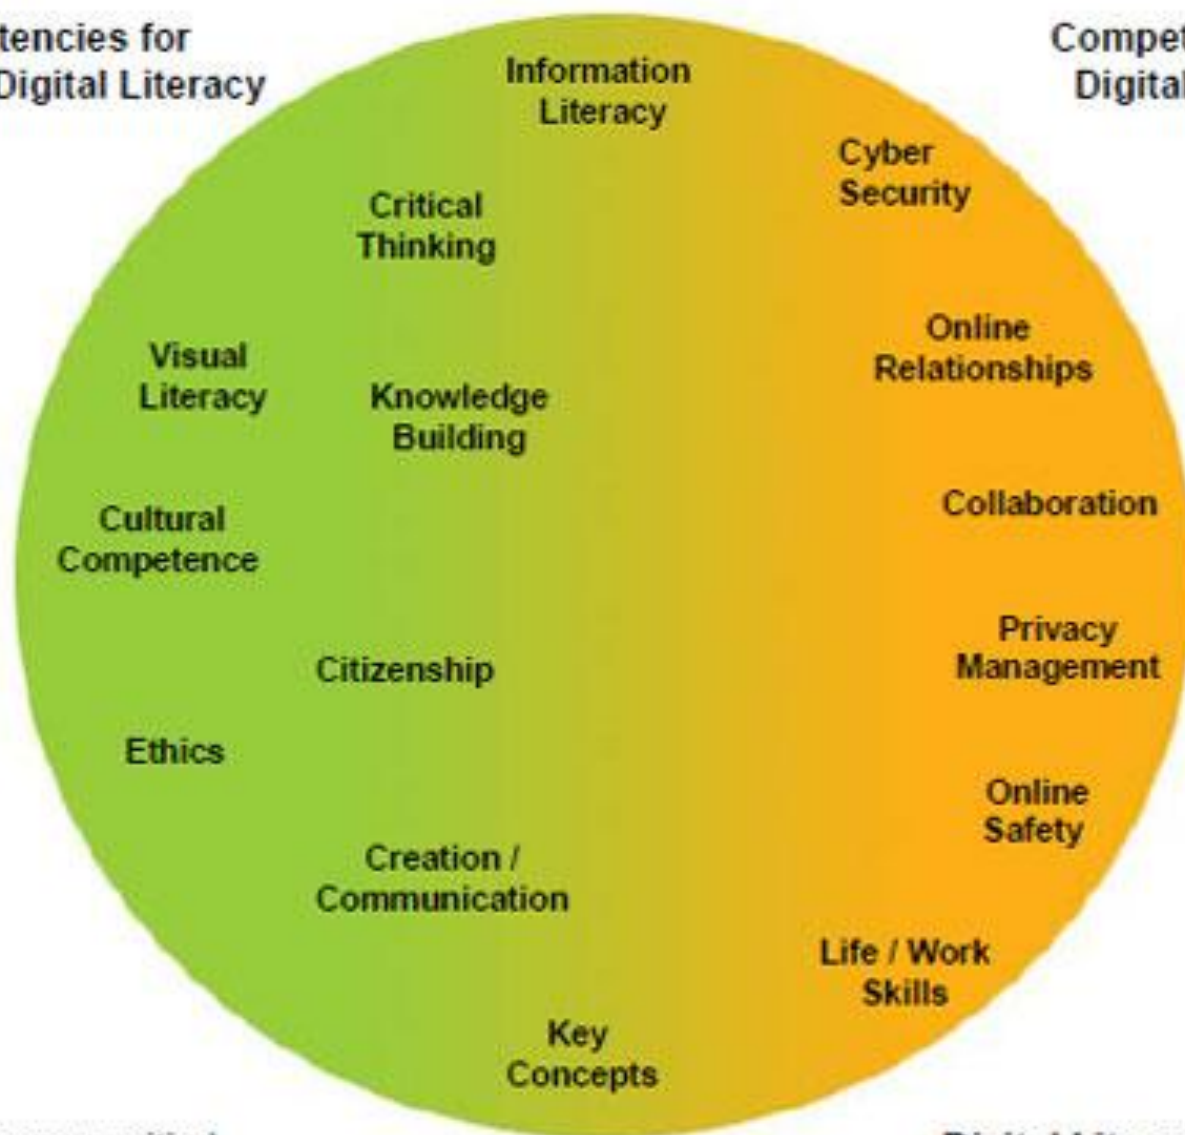 tencies for
Digital Literacy
Compet
Digital
Information
Literacy
Cyber
Security
Critical
Thinking
Online
Relationships
Visual
Literacy
Knowledge
Building
Collaboration
Cultural
Competence
Privacy
Management
Citizenship
Ethics
Online
Safety
Creation /
Communication
Life / Work
Skills
Key
Concepts